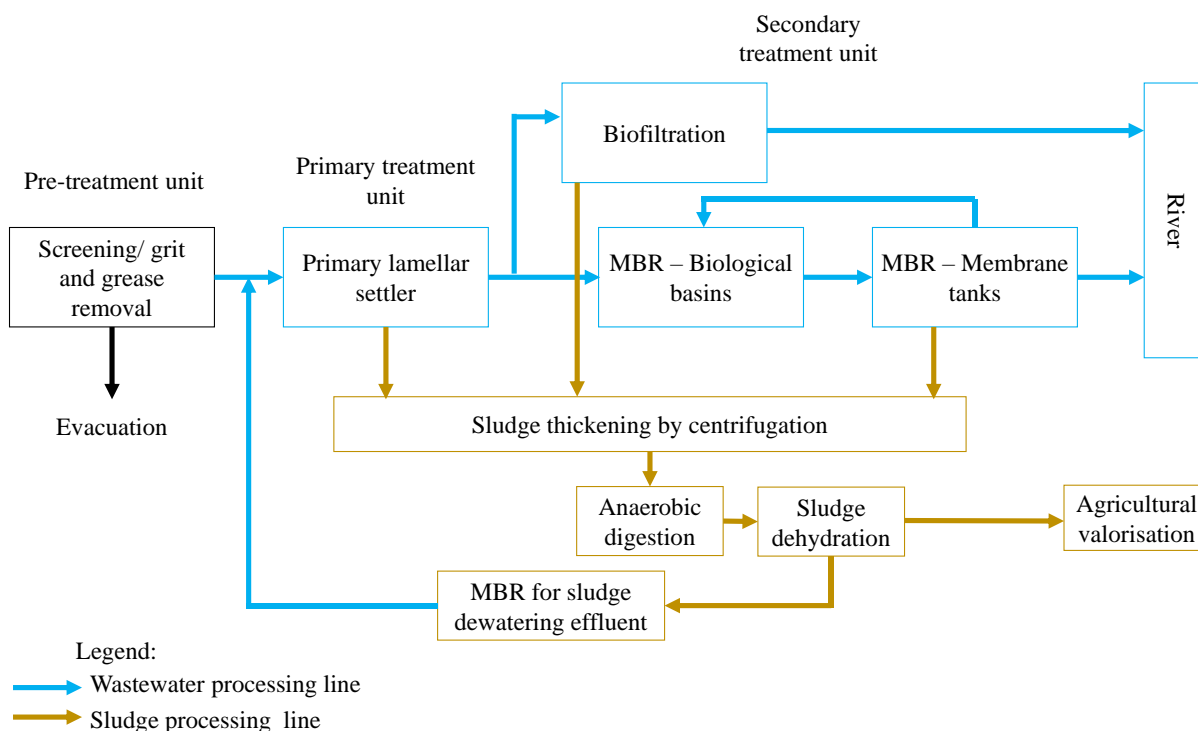 Secondary
treatment unit
Biofiltration
Primary treatment
unit
Pre-treatment unit
River
Screening/ grit
and grease
removal
Primary lamellar
settler
MBR – Biological
basins
MBR – Membrane
tanks
Evacuation
Sludge thickening by centrifugation
Anaerobic
digestion
Sludge
dehydration
Agricultural
valorisation
MBR for sludge
dewatering effluent
Legend:
Wastewater processing line
Sludge processing line